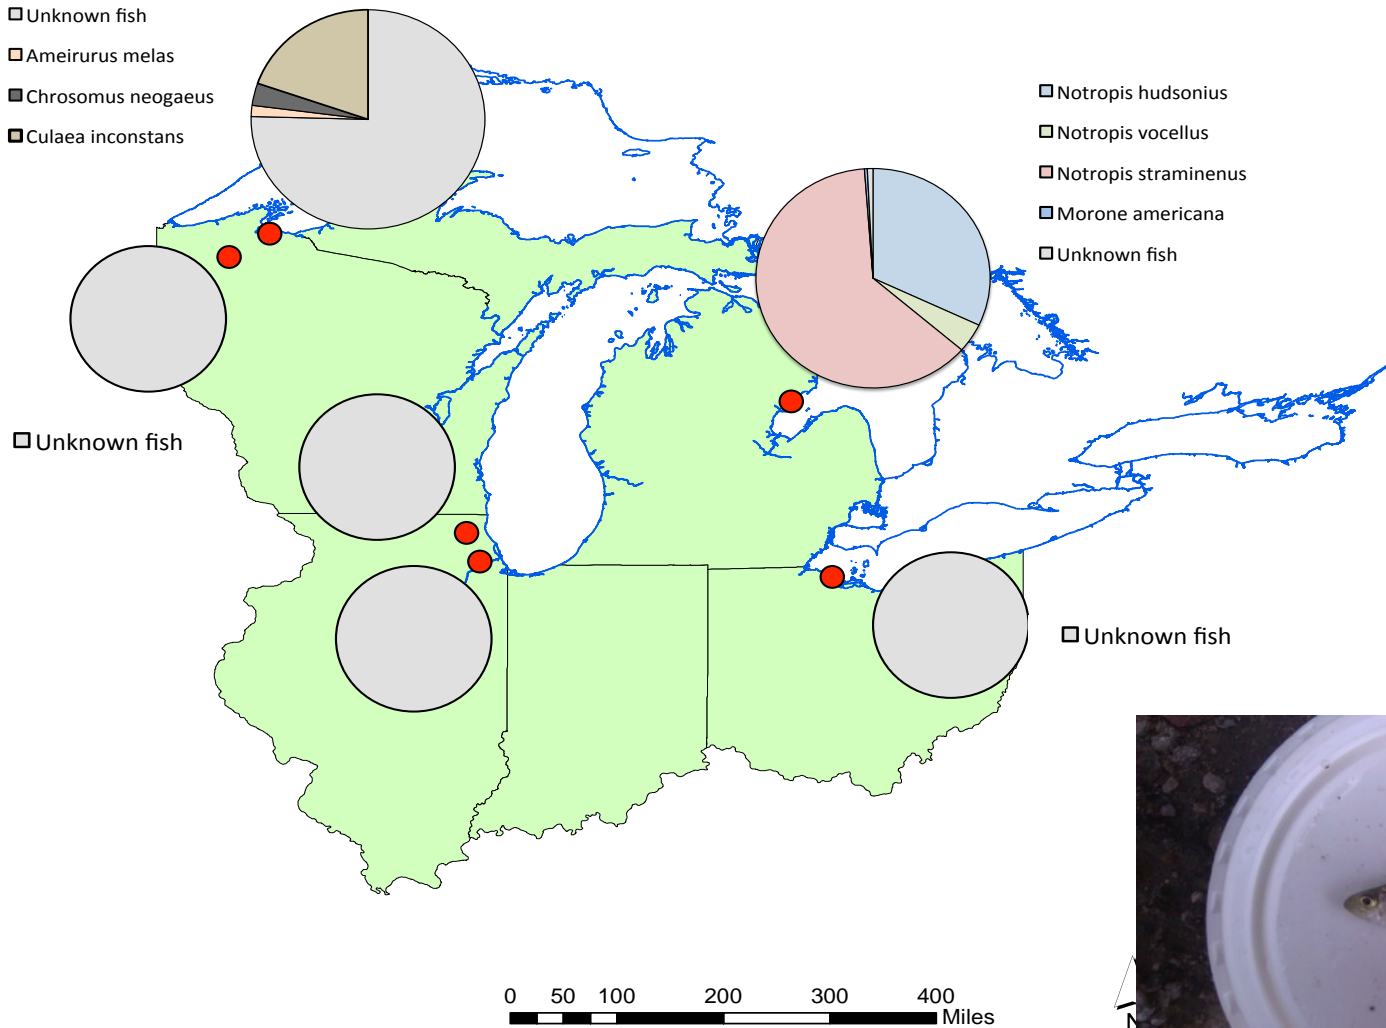 Unknown fish
Ameirurus melas
Chrosomus neogaeus
Culaea inconstans
Notropis hudsonius
Notropis vocellus
Notropis straminenus
Morone americana
Unknown fish
Unknown fish
Unknown fish
0 50 100 200 300 400
Miles
N